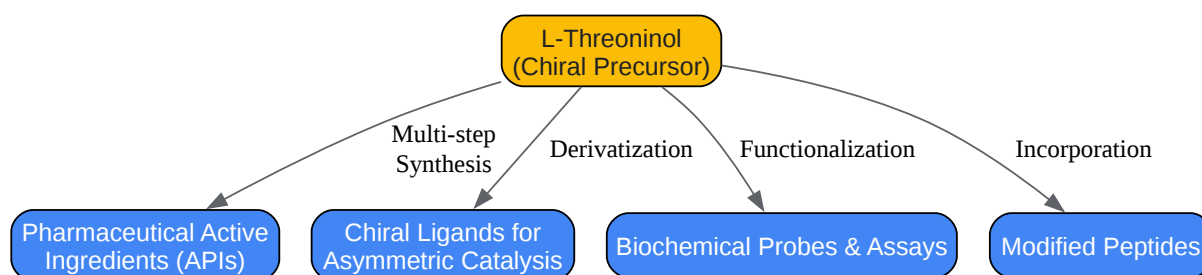 L-Threoninol
(Chiral Precursor)
Multi-step
Synthesis
Derivatization
Functionalization
Incorporation
Pharmaceutical Active
Ingredients (APIs)
Chiral Ligands for
Asymmetric Catalysis
Biochemical Probes & Assays
Modified Peptides